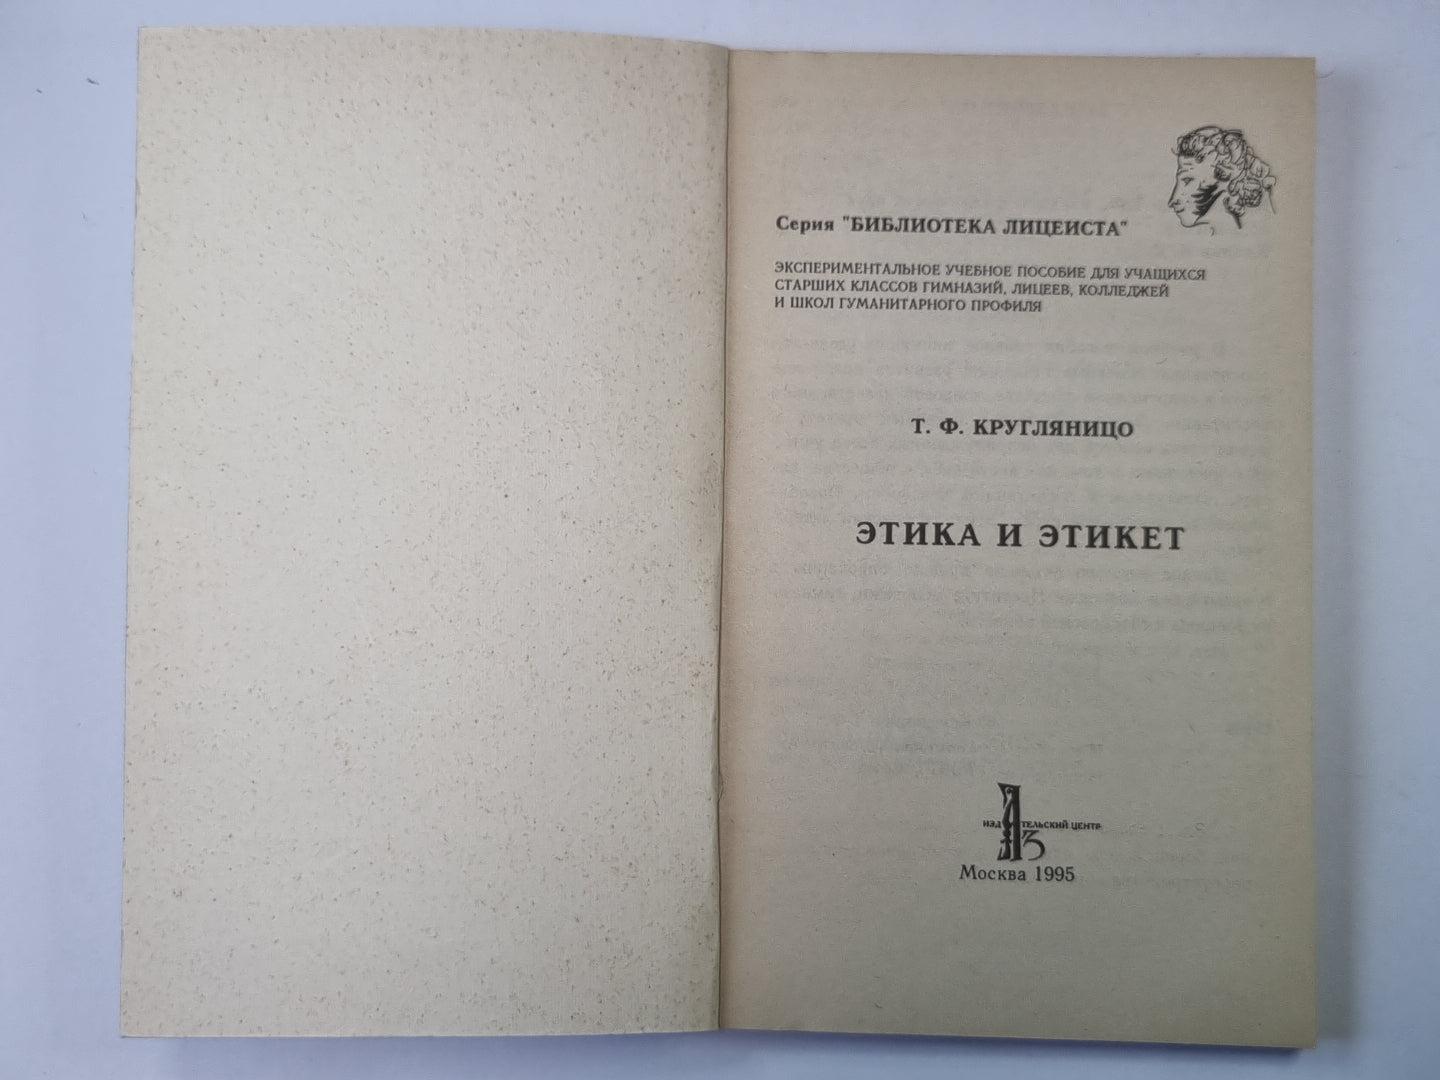 Серия "БИБЛИОТЕКА ЛИЦЕИСТА"
ЭКСПЕРИМЕНТАЛЬНОЕ УЧЕБНОЕ ПОСОБИЕ ДЛЯ УЧАЩИХСЯ
СТАРШИХ КЛАССОВ ГИМНАЗИЙ, ЛИЦЕЕВ, КОЛЛЕДЖЕЙ
И ШКОЛ ГУМАНИТАРНОГО ПРОФИЛЯ
Т. Ф. КРУГЛЯНИЦО
ЭТИКА И ЭТИКЕТ
ИЗДАТЕЛЬСКИЙ ЦЕНТР
АЗ
Москва 1995